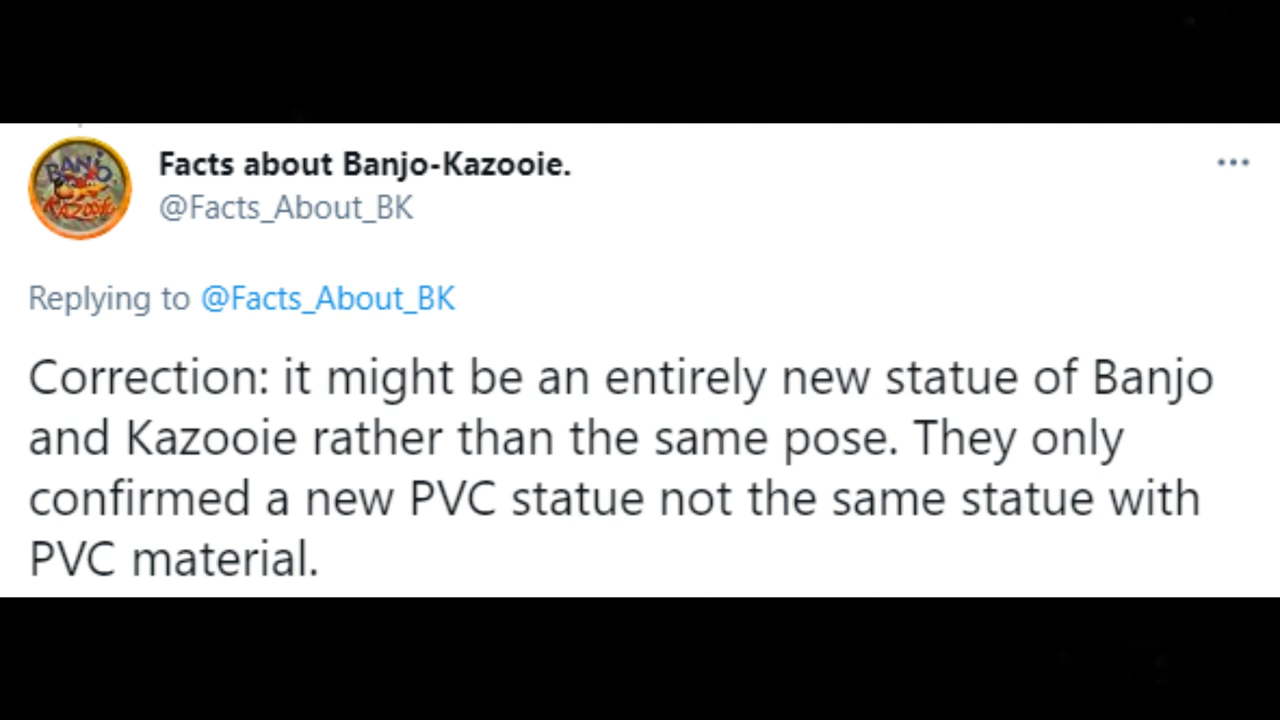 BANJO
KAZOOIE
Facts about Banjo-Kazooie.
@Facts_About_BK
Replying to @Facts_About_BK
Correction: it might be an entirely new statue of Banjo
and Kazooie rather than the same pose. They only
confirmed a new PVC statue not the same statue with
PVC material.